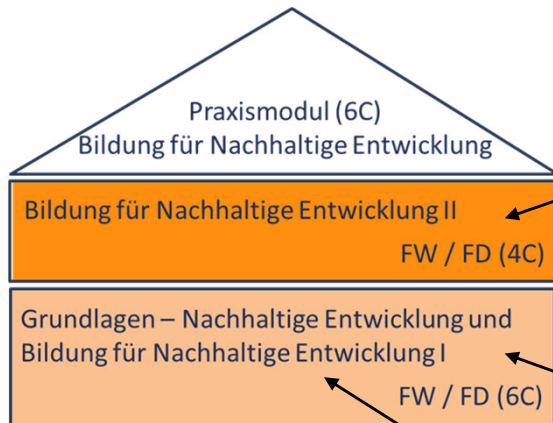 Praxismodul (6C)
Bildung für Nachhaltige Entwicklung
Bildung für Nachhaltige Entwicklung II
FW / FD (4C)
Grundlagen – Nachhaltige Entwicklung und
Bildung für Nachhaltige Entwicklung I
FW / FD (6C)